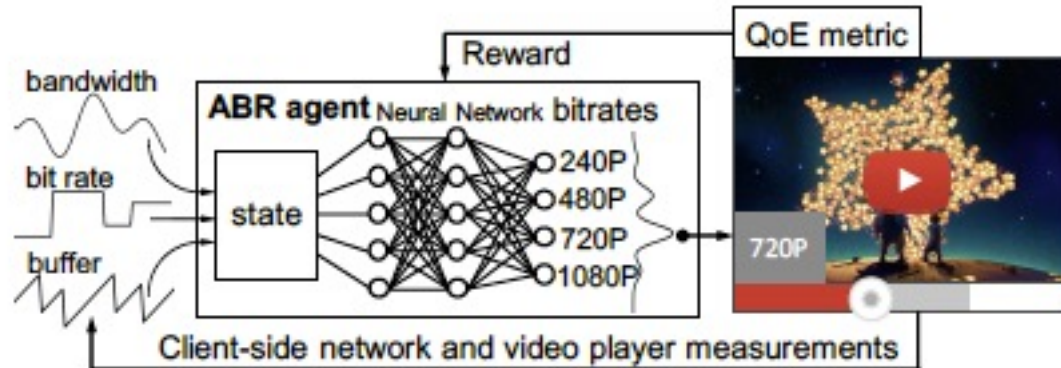 QoE metric
Reward
bandwidth
ABR agent Neural Network bitrates
bit rate
state
buffer
240P
480P
720P
1080P
720P
Client-side network and video player measurements